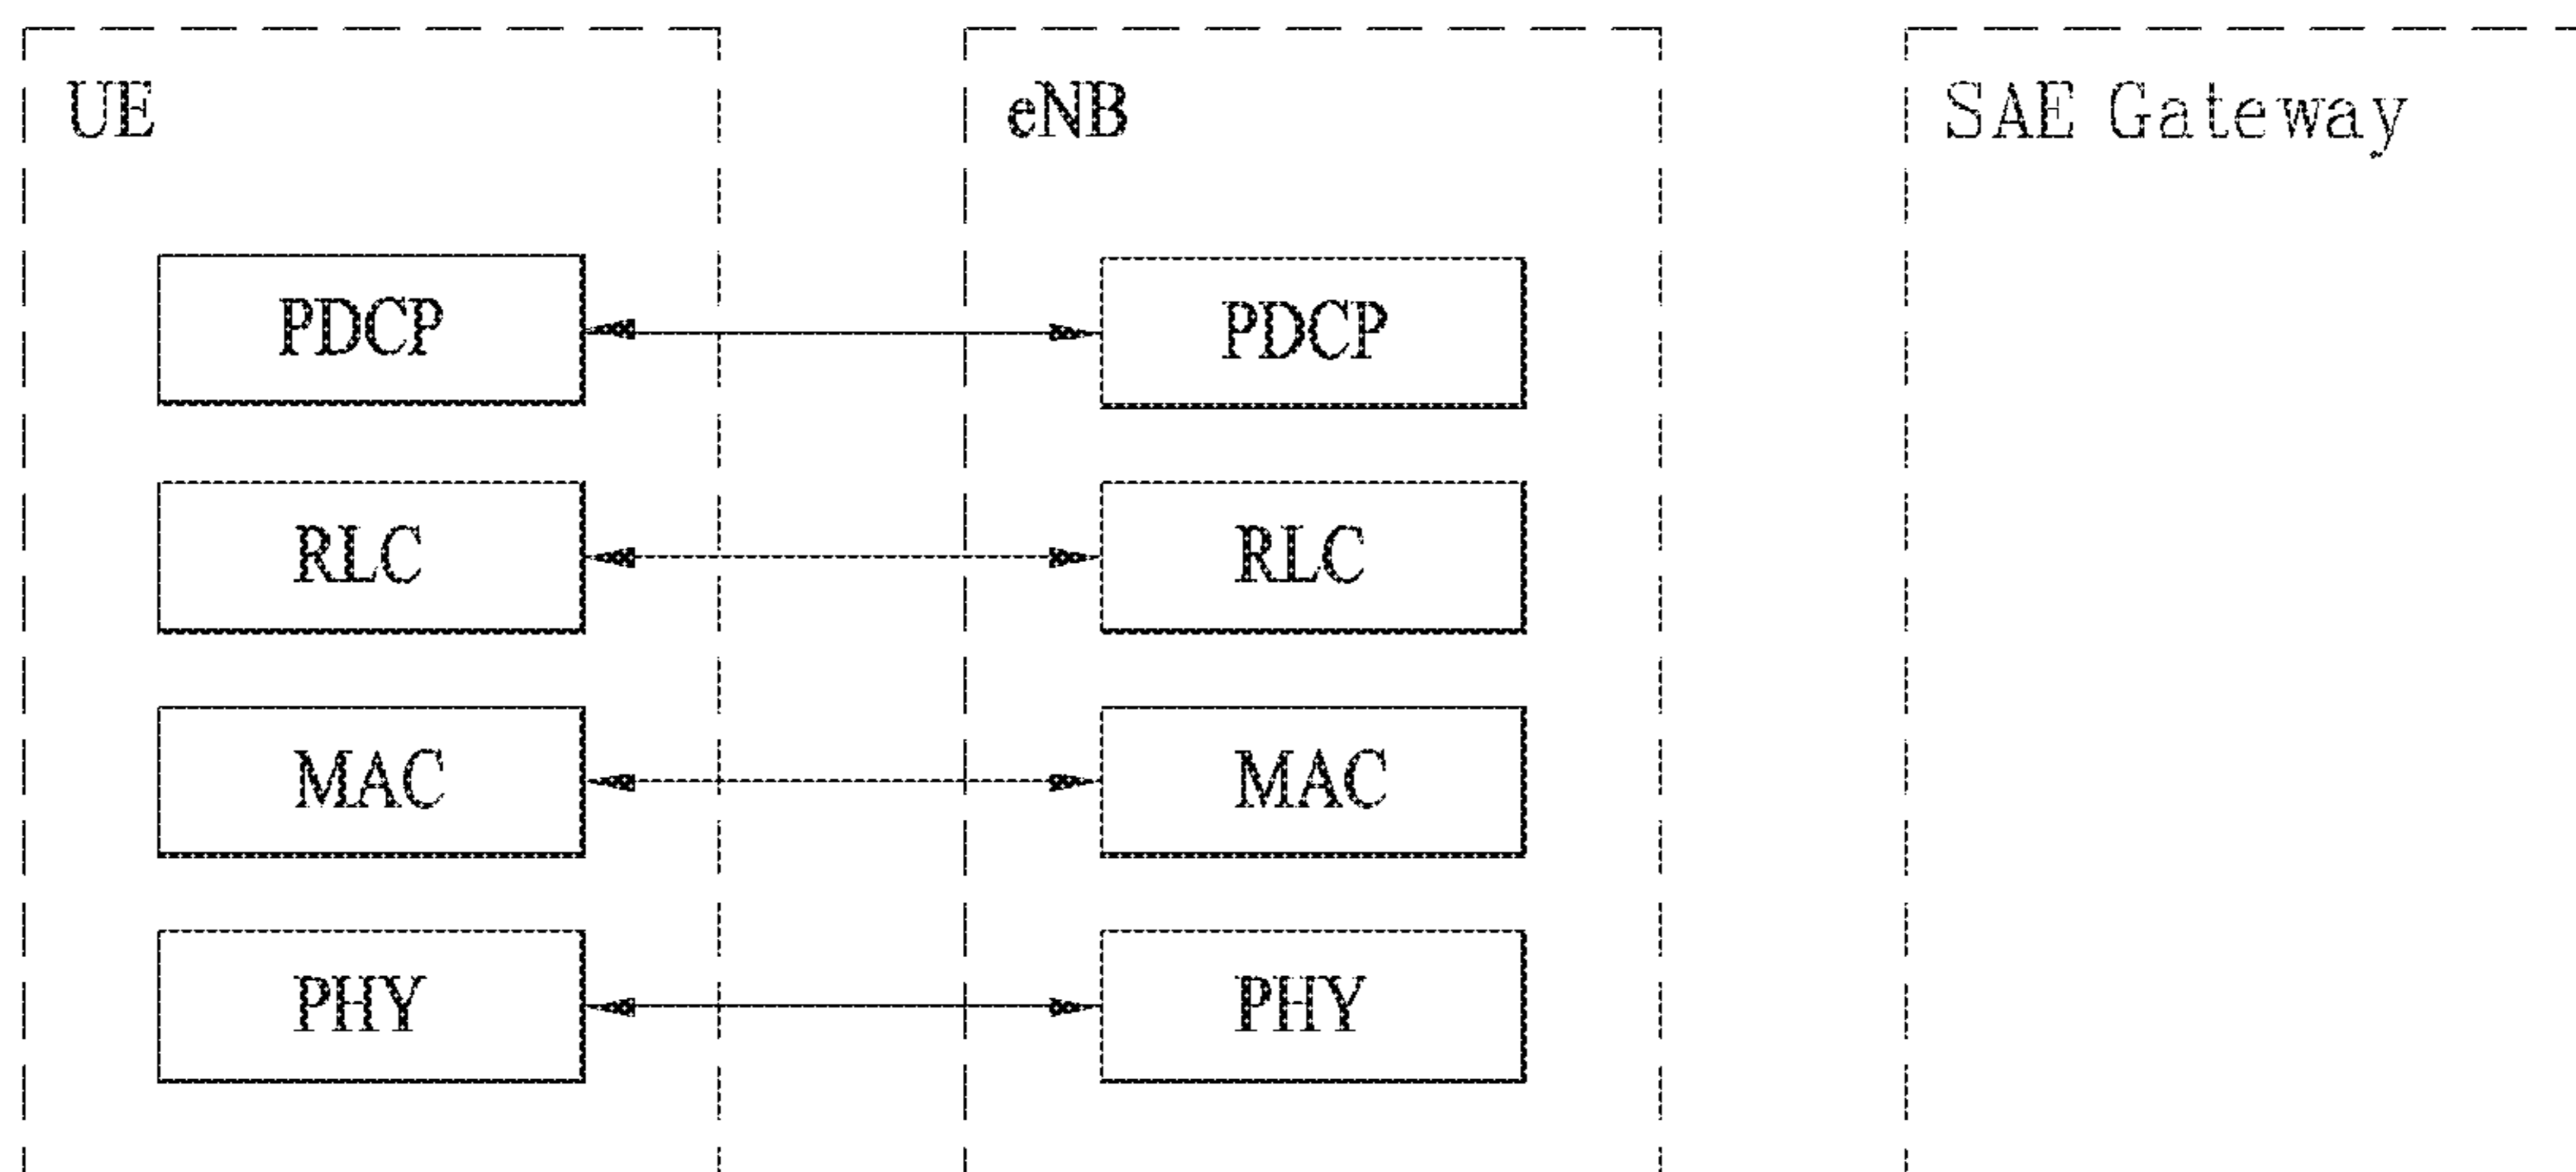 UE
eNB
SAE Gateway
PDCP
PDCP
RLC
RLC
MAC
MAC
PHY
PHY